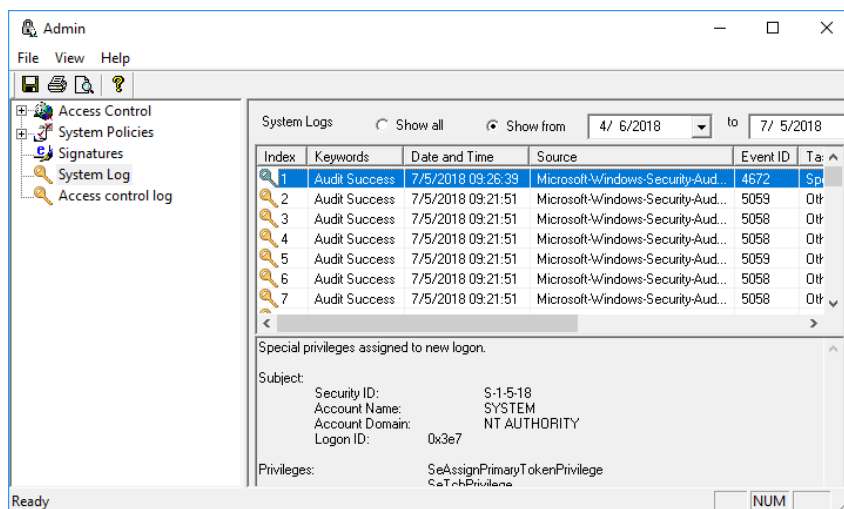 Admin
File View Help
Access Control
System Policies
Signatures
System Log
Access control log
System Logs Show all Show from 4/ 6/2018 to 7/ 5/2018
Index Keywords Date and Time Source Event ID
1 Audit Success 7/5/2018 09:26:39 Microsoft-Windows-Security-Aud... 4672
2 Audit Success 7/5/2018 09:21:51 Microsoft-Windows-Security-Aud... 5059
3 Audit Success 7/5/2018 09:21:51 Microsoft-Windows-Security-Aud... 5058
4 Audit Success 7/5/2018 09:21:51 Microsoft-Windows-Security-Aud... 5058
5 Audit Success 7/5/2018 09:21:51 Microsoft-Windows-Security-Aud... 5059
6 Audit Success 7/5/2018 09:21:51 Microsoft-Windows-Security-Aud... 5058
7 Audit Success 7/5/2018 09:21:51 Microsoft-Windows-Security-Aud... 5058
Special privileges assigned to new logon.
Subject:
Security ID: S-1-5-18
Account Name: SYSTEM
Account Domain: NT AUTHORITY
Logon ID: 0x3e7
Privileges: SeAssignPrimaryTokenPrivilege
SeTcbPrivilege
Ready NUM